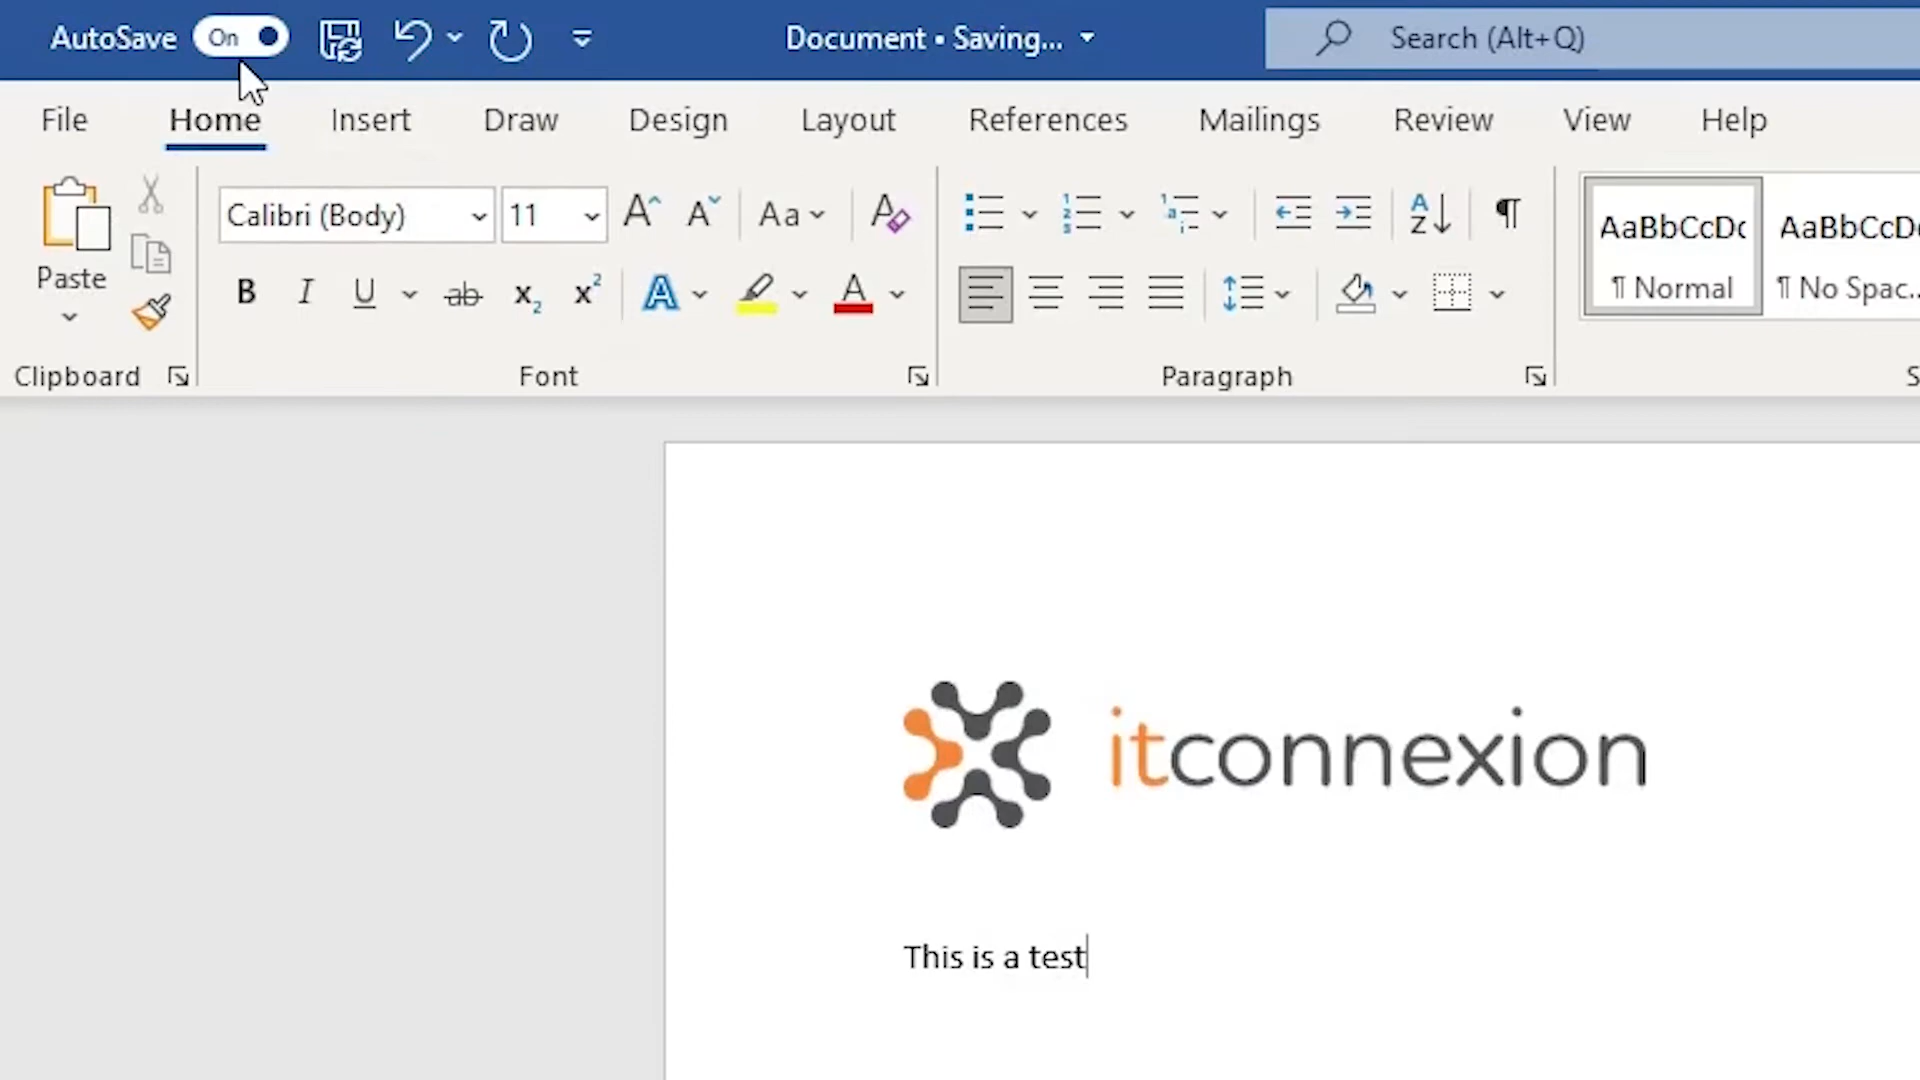 AutoSave On Document • Saving... Search (Alt+Q)
File Home Insert Draw Design Layout References Mailings Review View Help
Calibri (Body) 11 Aa AaBbCcDc AaBbCcD
Paste B I U ab x₂ x² A A ¶ Normal ¶ No Spac...
Clipboard Font Paragraph S
itconnexion
This is a test